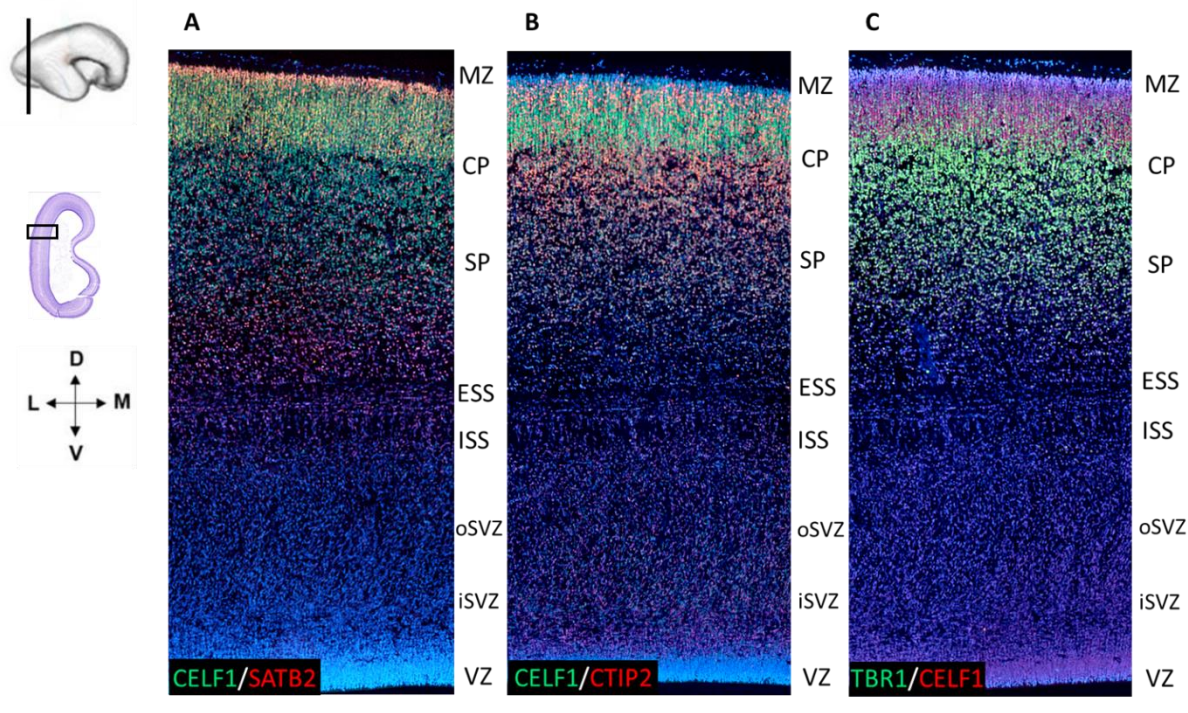 A
B
C
MZ
CP
SP
ESS
ISS
oSVZ
iSVZ
VZ
CELF1/SATB2
MZ
CP
SP
ESS
ISS
oSVZ
iSVZ
VZ
CELF1/CTIP2
MZ
CP
SP
ESS
ISS
oSVZ
iSVZ
VZ
TBR1/CELF1
D
L M
V